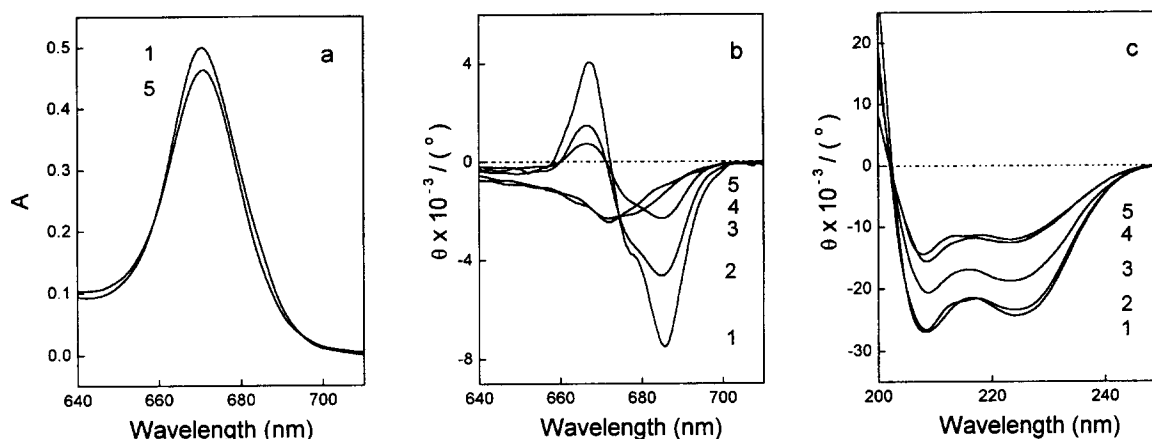 a
1
5
0.5
0.4
0.3
0.2
0.1
0.0
A
640 660 680 700
Wavelength (nm)
b
4
0
-4
-8
θ x 10⁻³ / (°)
5
4
3
2
1
640 660 680 700
Wavelength (nm)
c
20
10
0
-10
-20
-30
θ x 10⁻³ / (°)
5
4
3
2
1
200 220 240
Wavelength (nm)